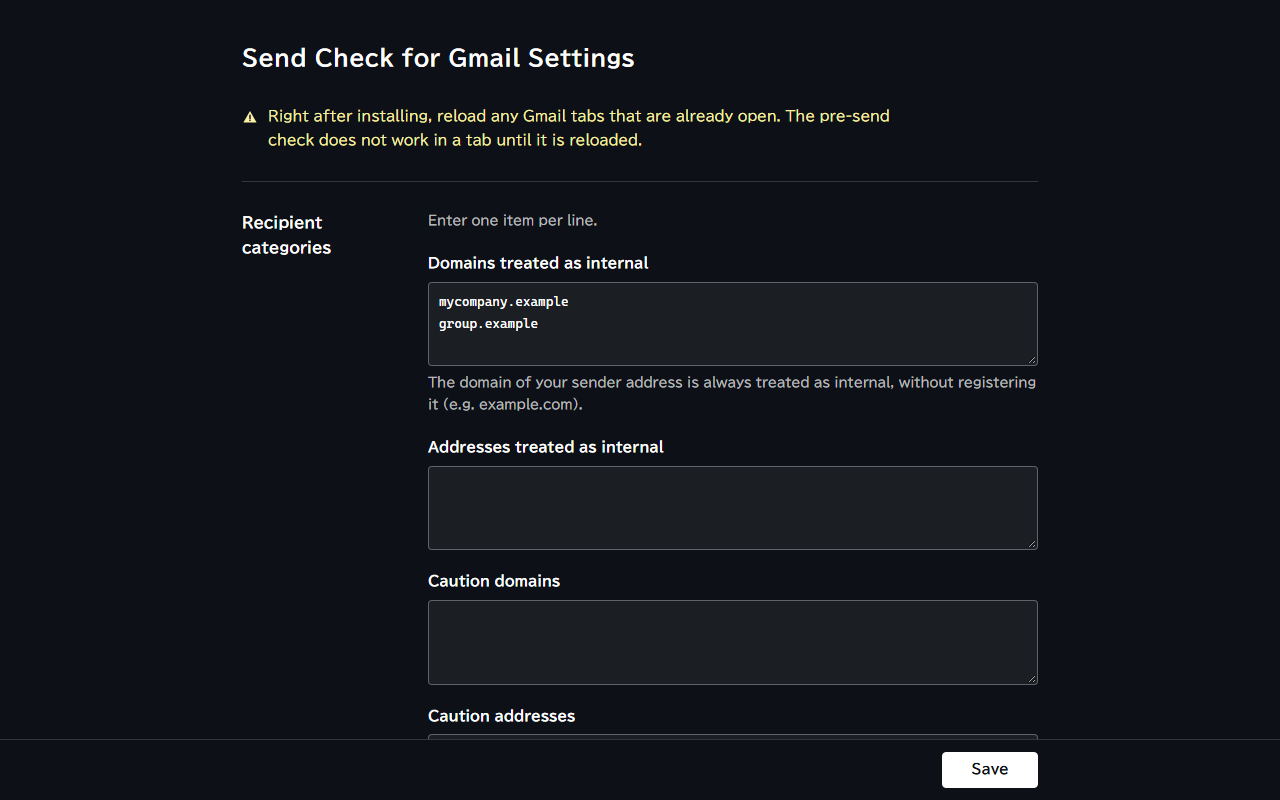 Send Check for Gmail Settings
Right after installing, reload any Gmail tabs that are already open. The pre-send
check does not work in a tab until it is reloaded.
Recipient
categories
Enter one item per line.
Domains treated as internal
mycompany.example
group.example
The domain of your sender address is always treated as internal, without registering
it (e.g. example.com).
Addresses treated as internal
Caution domains
Caution addresses
Save